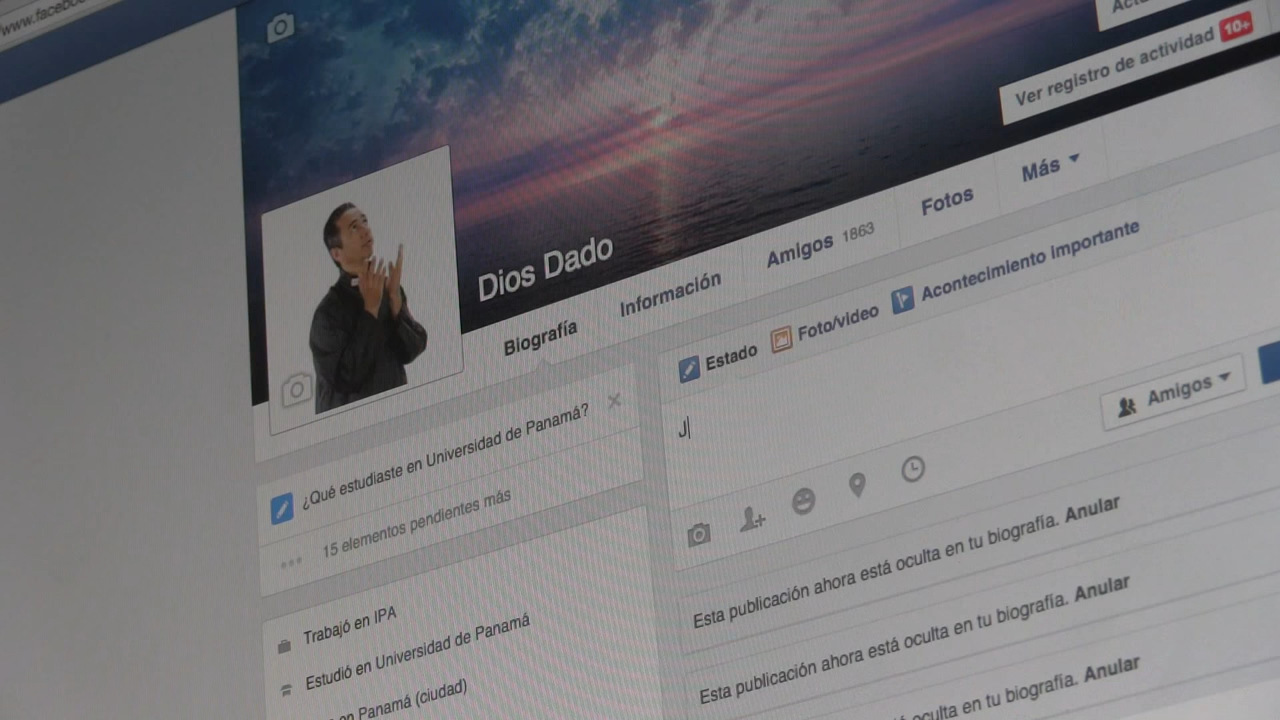 www.facebo
Ver registro de actividad 10+
Dios Dado
Biografía
Información
Amigos 1863
Fotos
Más
Estado
Foto/video
Acontecimiento importante
J
Amigos
¿Qué estudiaste en Universidad de Panamá?
15 elementos pendientes más
Trabajó en IPA
Estudió en Universidad de Panamá
en Panamá (ciudad)
Esta publicación ahora está oculta en tu biografía. Anular
Esta publicación ahora está oculta en tu biografía. Anular
oculta en tu biografía. Anular